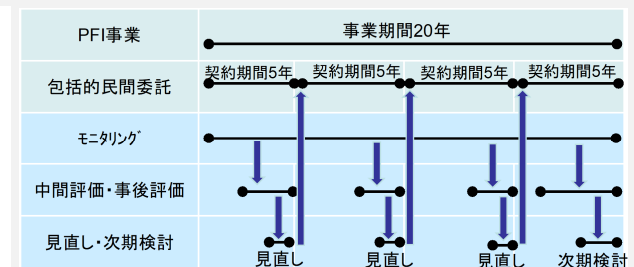 PFI事業
事業期間20年
包括的民間委託
契約期間5年 契約期間5年 契約期間5年 契約期間5年
ﾓﾆﾀﾘﾝｸﾞ
中間評価・事後評価
見直し・次期検討
見直し 見直し 見直し 次期検討